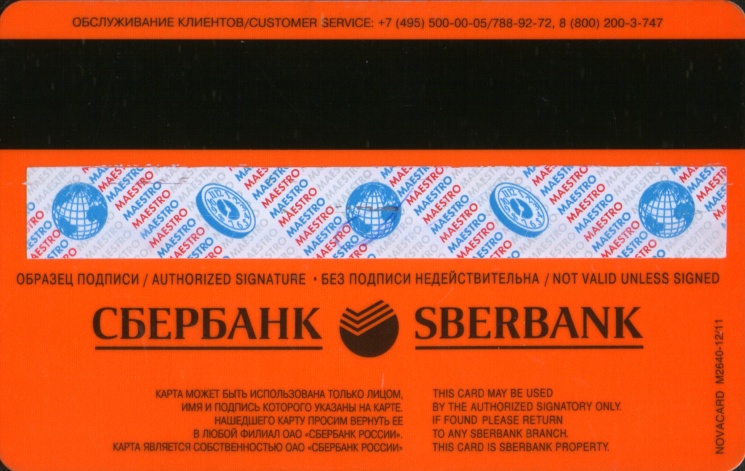 ОБСЛУЖИВАНИЕ КЛИЕНТОВ/CUSTOMER SERVICE: +7 (495) 500-00-05/788-92-72, 8 (800) 200-3-747
MAESTRO MAESTRO MAESTRO MAESTRO MAESTRO
ОБРАЗЕЦ ПОДПИСИ / AUTHORIZED SIGNATURE · БЕЗ ПОДПИСИ НЕДЕЙСТВИТЕЛЬНА / NOT VALID UNLESS SIGNED
СБЕРБАНК SBERBANK
КАРТА МОЖЕТ БЫТЬ ИСПОЛЬЗОВАНА ТОЛЬКО ЛИЦОМ,
ИМЯ И ПОДПИСЬ КОТОРОГО УКАЗАНЫ НА КАРТЕ.
НАШЕДШЕГО КАРТУ ПРОСИМ ВЕРНУТЬ ЕЕ
В ЛЮБОЙ ФИЛИАЛ ОАО «СБЕРБАНК РОССИИ».
КАРТА ЯВЛЯЕТСЯ СОБСТВЕННОСТЬЮ ОАО «СБЕРБАНК РОССИИ»
THIS CARD MAY BE USED
BY THE AUTHORIZED SIGNATORY ONLY.
IF FOUND PLEASE RETURN
TO ANY SBERBANK BRANCH.
THIS CARD IS SBERBANK PROPERTY.
NOVACARD M2640-12/11